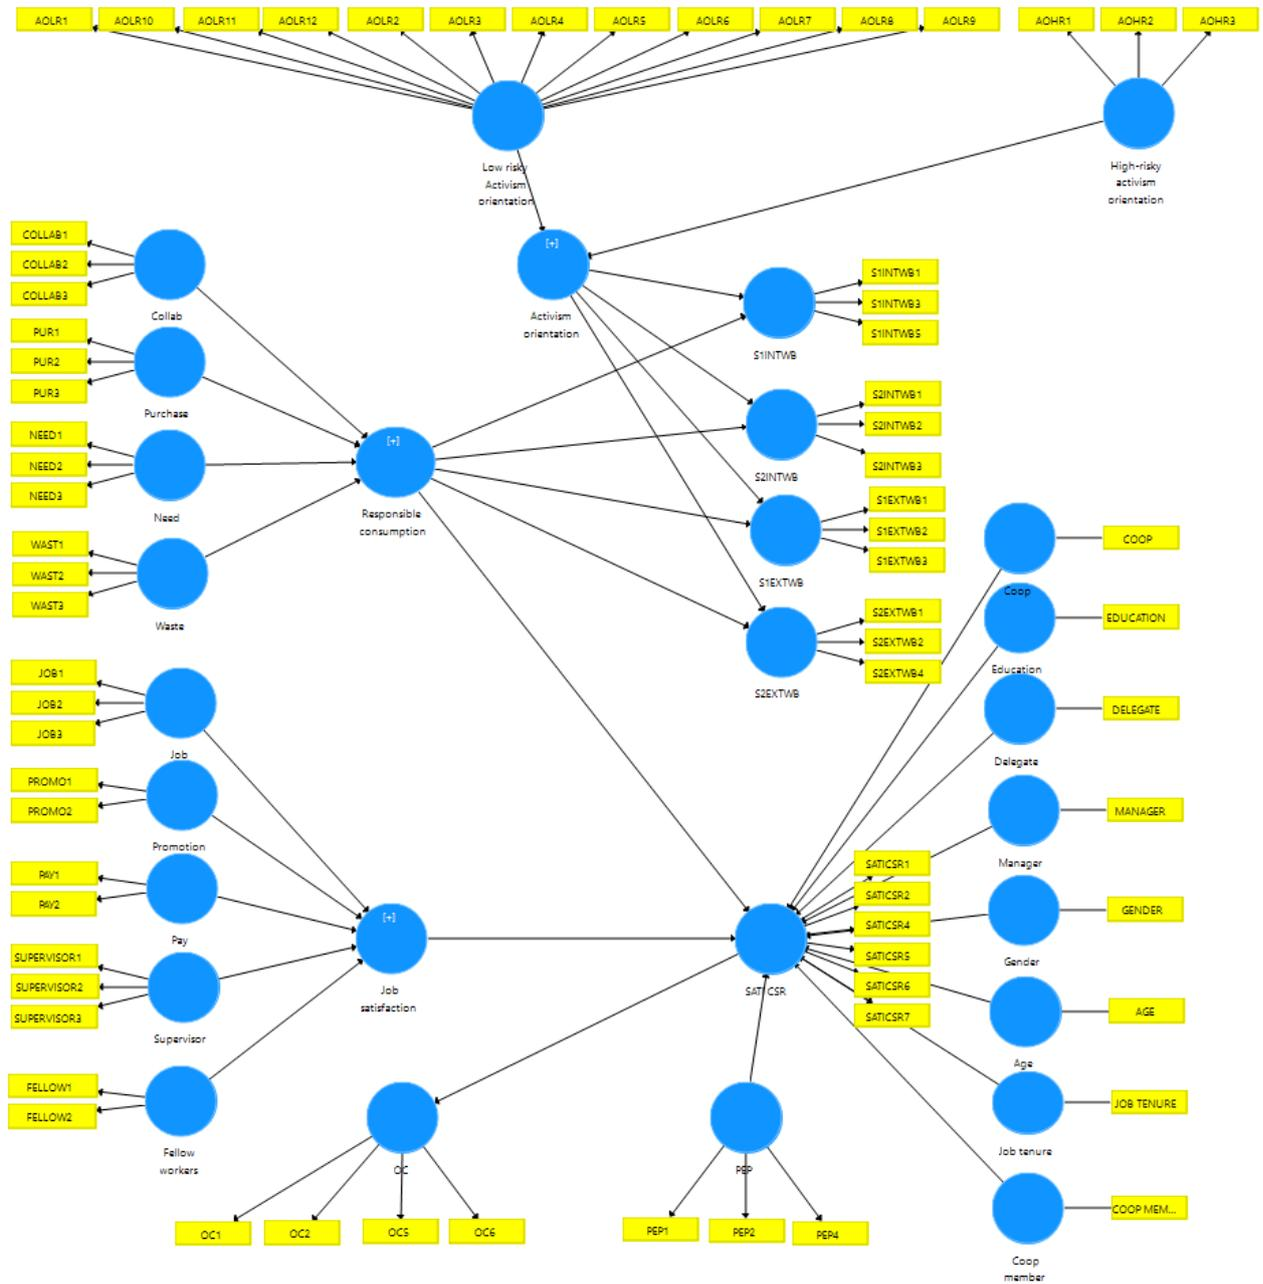 AOLR1
AOLR10
AOLR11
AOLR12
AOLR2
AOLR3
AOLR4
AOLR5
AOLR6
AOLR7
AOLR8
AOLR9
AOHR1
AOHR2
AOHR3
Low risky
Activism
orientation
High-risky
activism
orientation
COLLAB1
COLLAB2
COLLAB3
Collab
[+]
Activism
orientation
S1INTWB1
S1INTWB3
S1INTWB5
S1INTWB
PUR1
PUR2
PUR3
Purchase
S2INTWB1
S2INTWB2
S2INTWB3
S2INTWB
NEED1
NEED2
NEED3
Need
[+]
Responsible
consumption
S1EXTWB1
S1EXTWB2
S1EXTWB3
S1EXTWB
WAST1
WAST2
WAST3
Waste
S2EXTWB1
S2EXTWB2
S2EXTWB4
S2EXTWB
COOP
Coop
EDUCATION
Education
DELEGATE
Delegate
MANAGER
Manager
GENDER
Gender
AGE
Age
JOB TENURE
Job tenure
COOP MEM...
Coop
member
JOB1
JOB2
JOB3
Job
PROMO1
PROMO2
Promotion
PAY1
PAY2
Pay
SUPERVISOR1
SUPERVISOR2
SUPERVISOR3
Supervisor
FELLOW1
FELLOW2
Fellow
workers
[+]
Job
satisfaction
SATICSR1
SATICSR2
SATICSR4
SATICSR5
SATICSR6
SATICSR7
SATICSR
OC
OC1
OC2
OC5
OC6
PEP
PEP1
PEP2
PEP4